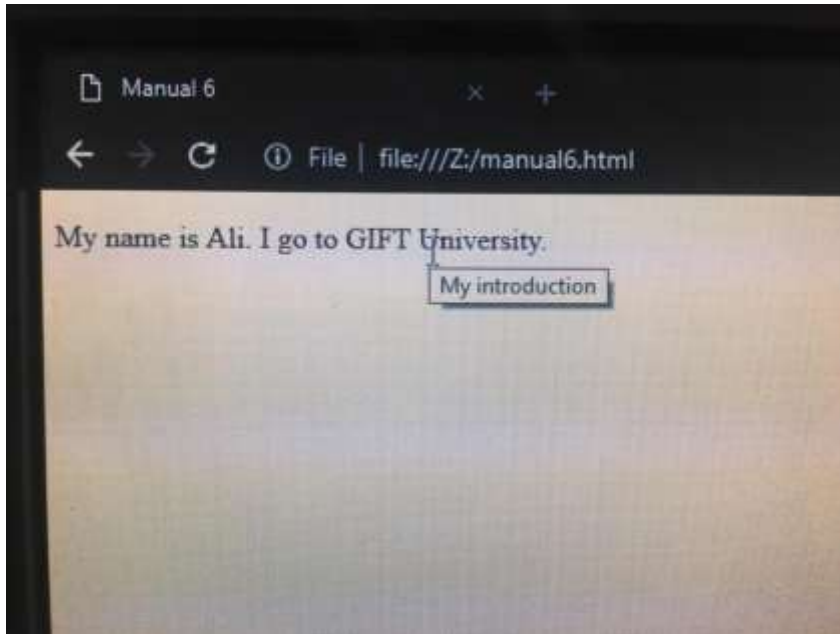 Manual 6
File | file:///Z:/manual6.html
My name is Ali. I go to GIFT University.
My introduction